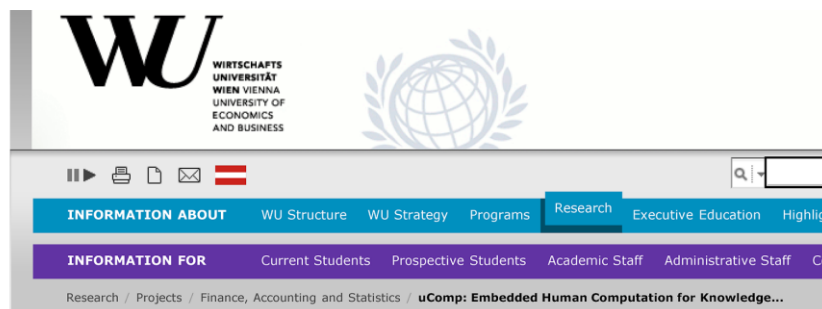 WU
WIRTSCHAFTS
UNIVERSITÄT
WIEN VIENNA
UNIVERSITY OF
ECONOMICS
AND BUSINESS
INFORMATION ABOUT WU Structure WU Strategy Programs Research Executive Education
INFORMATION FOR Current Students Prospective Students Academic Staff Administrative Staff
Research / Projects / Finance, Accounting and Statistics / uComp: Embedded Human Computation for Knowledge...